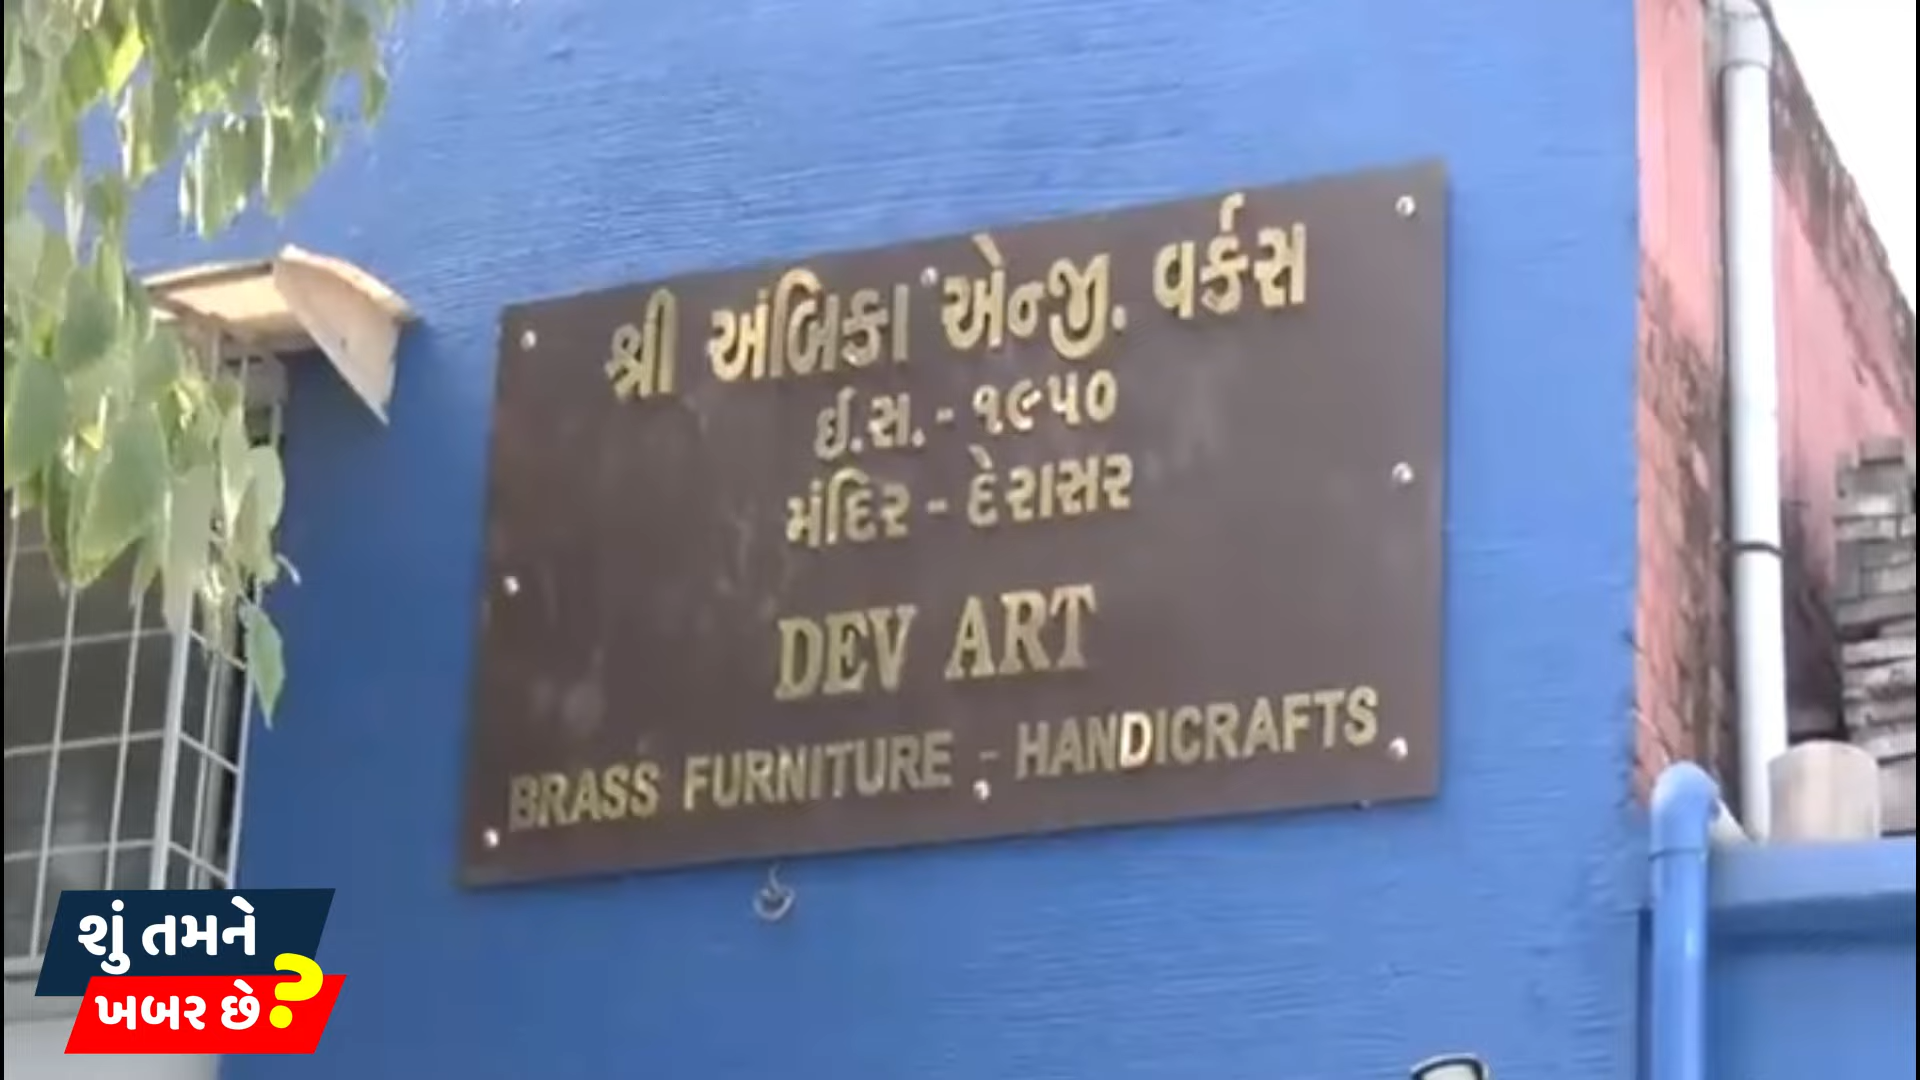 શ્રી અંબિકા એન્જી. વર્કસ
ઈ.સ.- ૧૯૫૦
મંદિર - દેરાસર
DEV ART
BRASS FURNITURE - HANDICRAFTS
શું તમને
ખબર છે?